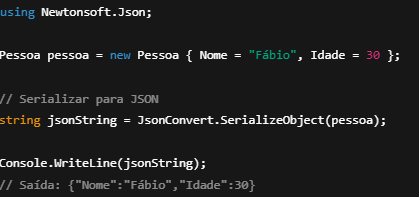 using Newtonsoft.Json;
Pessoa pessoa = new Pessoa { Nome = "Fábio", Idade = 30 };
// Serializar para JSON
string jsonString = JsonConvert.SerializeObject(pessoa);
Console.WriteLine(jsonString);
// Saída: {"Nome":"Fábio","Idade":30}